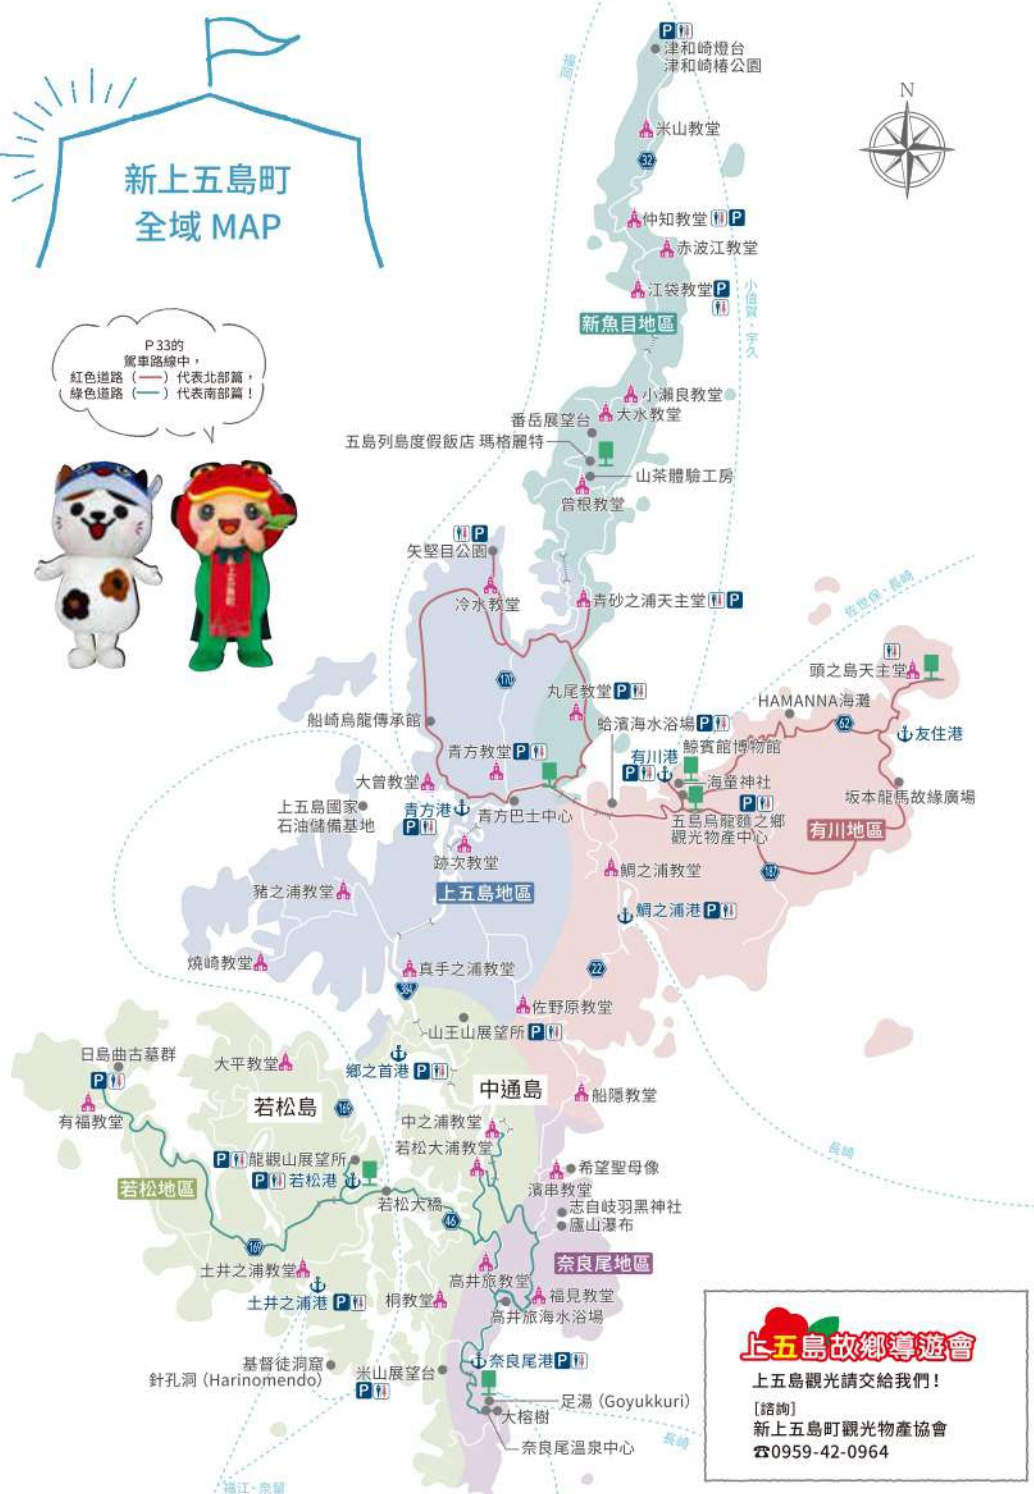 新上五島町
全域 MAP
P33的
駕車路線中，
紅色道路（ー）代表北部篇，
綠色道路（ー）代表南部篇！
N
福岡
津和崎燈台
津和崎椿公園
米山教堂
32
仲知教堂
赤波江教堂
江袋教堂
小值賀、宇久
新魚目地區
小瀨良教堂
大水教堂
番岳展望台
五島列島度假飯店 瑪格麗特
山茶體驗工房
曾根教堂
矢堅目公園
冷水教堂
青砂之浦天主堂
佐世保、長崎
170
頭之島天主堂
丸尾教堂
HAMANNA海灘
船崎烏龍傳承館
蛤濱海水浴場
62
友住港
青方教堂
有川港
鯨賓館博物館
大曾教堂
海童神社
坂本龍馬故緣廣場
上五島國家
石油儲備基地
青方港
青方巴士中心
五島烏龍麵之鄉
觀光物產中心
有川地區
跡次教堂
鯛之浦教堂
187
豬之浦教堂
上五島地區
鯛之浦港
燒崎教堂
真手之浦教堂
22
384
佐野原教堂
山王山展望所
日島曲古墓群
大平教堂
鄉之首港
中通島
船隱教堂
有福教堂
若松島
169
中之浦教堂
若松大浦教堂
長崎
龍觀山展望所
希望聖母像
濱串教堂
若松港
若松地區
若松大橋
志自岐羽黑神社
廬山瀑布
46
169
奈良尾地區
土井之浦教堂
高井旅教堂
福見教堂
土井之浦港
桐教堂
高井旅海水浴場
基督徒洞窟
針孔洞（Harinomendo）
米山展望台
奈良尾港
足湯（Goyukkuri）
大榕樹
長崎
奈良尾溫泉中心
福江、奈留
上五島故鄉導遊會
上五島觀光請交給我們！
［諮詢］
新上五島町觀光物產協會
☎0959-42-0964